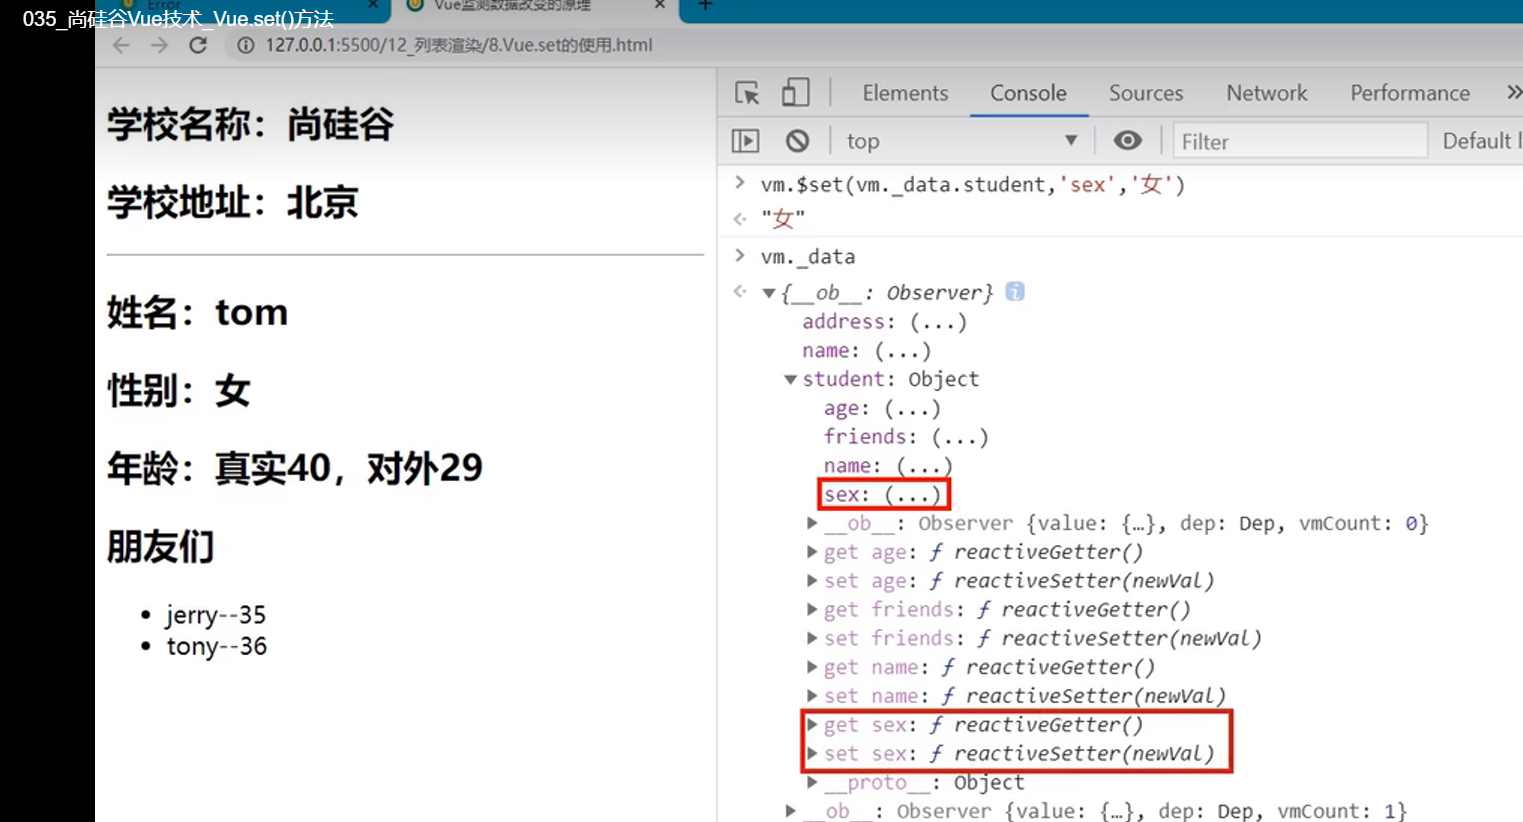 035_尚硅谷Vue技术_Vue.set()方法
Error
Vue监测数据改变的原理
127.0.0.1:5500/12_列表渲染/8.Vue.set的使用.html
学校名称：尚硅谷
学校地址：北京
姓名：tom
性别：女
年龄：真实40，对外29
朋友们
jerry--35
tony--36
Elements Console Sources Network Performance
top Filter Default l
vm.$set(vm._data.student,'sex','女')
"女"
vm._data
{__ob__: Observer}
address: (...)
name: (...)
student: Object
age: (...)
friends: (...)
name: (...)
sex: (...)
__ob__: Observer {value: {…}, dep: Dep, vmCount: 0}
get age: ƒ reactiveGetter()
set age: ƒ reactiveSetter(newVal)
get friends: ƒ reactiveGetter()
set friends: ƒ reactiveSetter(newVal)
get name: ƒ reactiveGetter()
set name: ƒ reactiveSetter(newVal)
get sex: ƒ reactiveGetter()
set sex: ƒ reactiveSetter(newVal)
__proto__: Object
__ob__: Observer {value: {…}, dep: Dep, vmCount: 1}